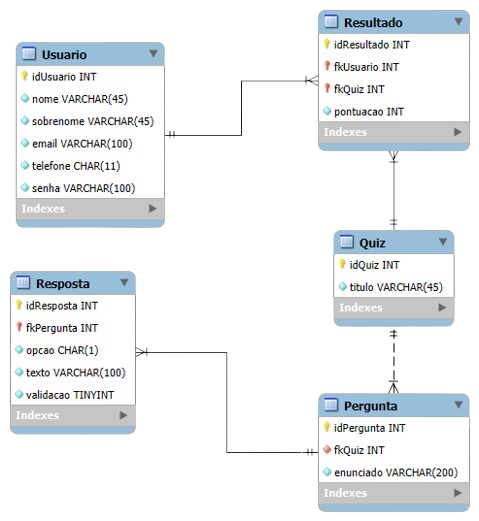 Usuario
idUsuario INT
nome VARCHAR(45)
sobrenome VARCHAR(45)
email VARCHAR(100)
telefone CHAR(11)
senha VARCHAR(100)
Indexes
Resultado
idResultado INT
fkUsuario INT
fkQuiz INT
pontuacao INT
Indexes
Quiz
idQuiz INT
titulo VARCHAR(45)
Indexes
Resposta
idResposta INT
fkPergunta INT
opcao CHAR(1)
texto VARCHAR(100)
validacao TINYINT
Indexes
Pergunta
idPergunta INT
fkQuiz INT
enunciado VARCHAR(200)
Indexes